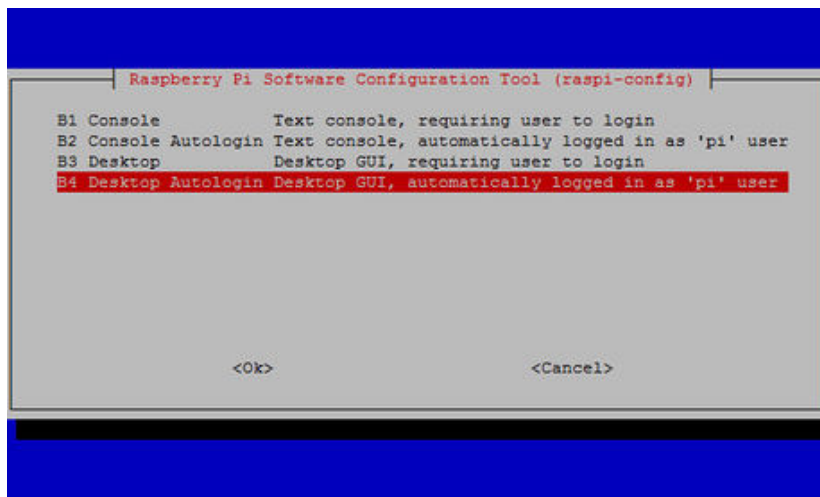 Raspberry Pi Software Configuration Tool (raspi-config)
B1 Console Text console, requiring user to login
B2 Console Autologin Text console, automatically logged in as 'pi' user
B3 Desktop Desktop GUI, requiring user to login
B4 Desktop Autologin Desktop GUI, automatically logged in as 'pi' user
<Ok> <Cancel>